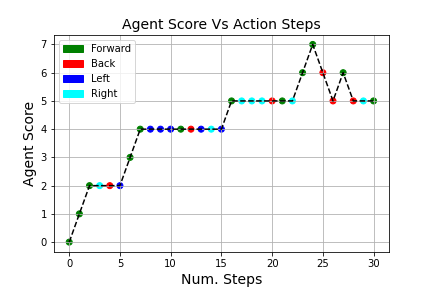 Agent Score Vs Action Steps
Agent Score
7
6
5
4
3
2
1
0
Forward
Back
Left
Right
0 5 10 15 20 25 30
Num. Steps